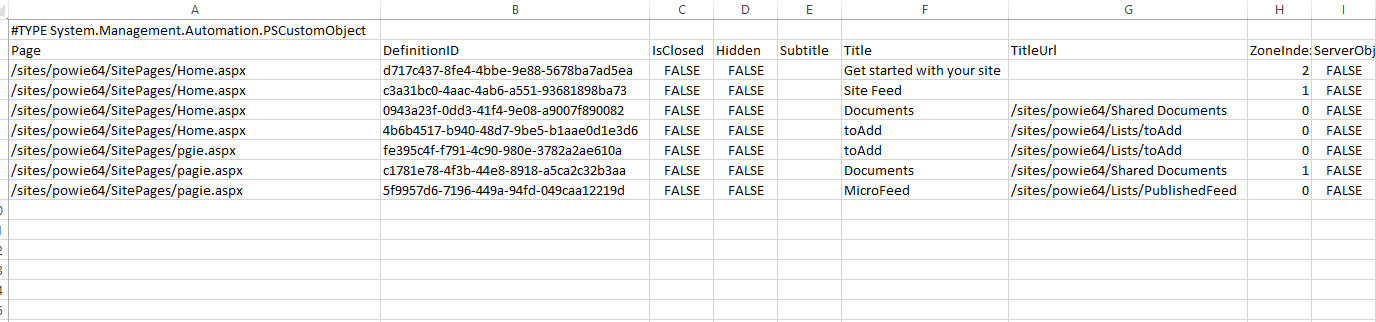 A B C D E F G H I
#TYPE System.Management.Automation.PSCustomObject
Page DefinitionID IsClosed Hidden Subtitle Title TitleUrl ZoneInde ServerObj
/sites/powie64/SitePages/Home.aspx d717c437-8fe4-4bbe-9e88-5678ba7ad5ea FALSE FALSE Get started with your site 2 FALSE
/sites/powie64/SitePages/Home.aspx c3a31bc0-4aac-4ab6-a551-93681898ba73 FALSE FALSE Site Feed 1 FALSE
/sites/powie64/SitePages/Home.aspx 0943a23f-0dd3-41f4-9e08-a9007f890082 FALSE FALSE Documents /sites/powie64/Shared Documents 0 FALSE
/sites/powie64/SitePages/Home.aspx 4b6b4517-b940-48d7-9be5-b1aae0d1e3d6 FALSE FALSE toAdd /sites/powie64/Lists/toAdd 0 FALSE
/sites/powie64/SitePages/pgie.aspx fe395c4f-f791-4c90-980e-3782a2ae610a FALSE FALSE toAdd /sites/powie64/Lists/toAdd 0 FALSE
/sites/powie64/SitePages/pagie.aspx c1781e78-4f3b-44e8-8918-a5ca2c32b3aa FALSE FALSE Documents /sites/powie64/Shared Documents 1 FALSE
/sites/powie64/SitePages/pagie.aspx 5f9957d6-7196-449a-94fd-049caa12219d FALSE FALSE MicroFeed /sites/powie64/Lists/PublishedFeed 0 FALSE